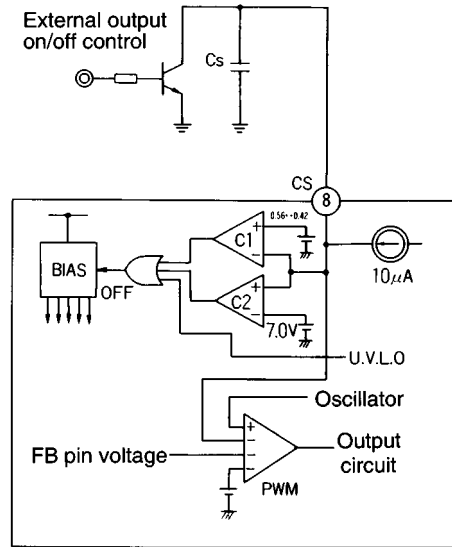 External output
on/off control
Cs
CS
8
0.56↔0.42
C1
10μA
BIAS
OFF
C2
7.0V
U.V.L.O
Oscillator
FB pin voltage
Output
circuit
PWM